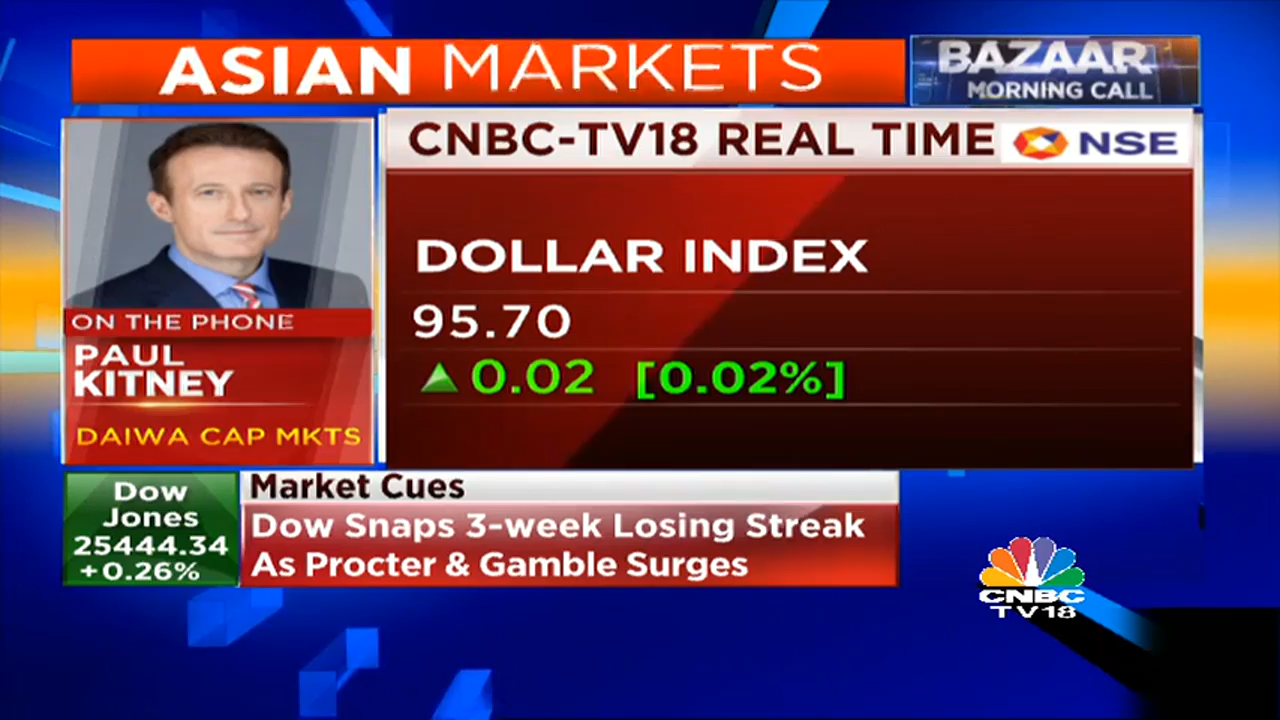 ASIAN MARKETS
BAZAAR
MORNING CALL
CNBC-TV18 REAL TIME
NSE
DOLLAR INDEX
95.70
▲ 0.02 [0.02%]
ON THE PHONE
PAUL
KITNEY
DAIWA CAP MKTS
Dow
Jones
25444.34
+0.26%
Market Cues
Dow Snaps 3-week Losing Streak
As Procter & Gamble Surges
CNBC
TV18